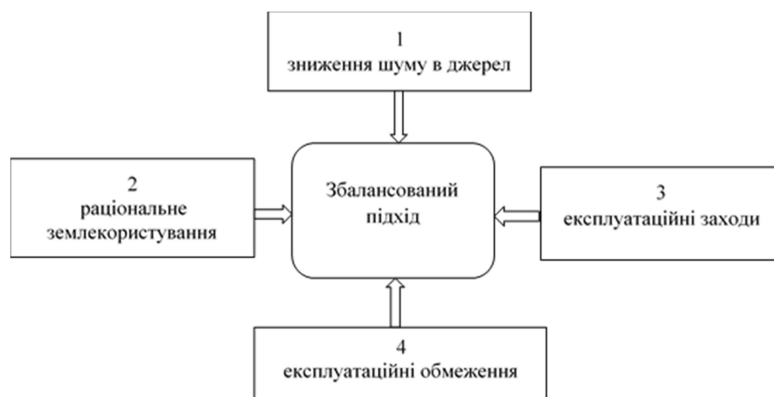 1
зниження шуму в джерел
2
раціональне
землекористування
Збалансований
підхід
3
експлуатаційні заходи
4
експлуатаційні обмеження